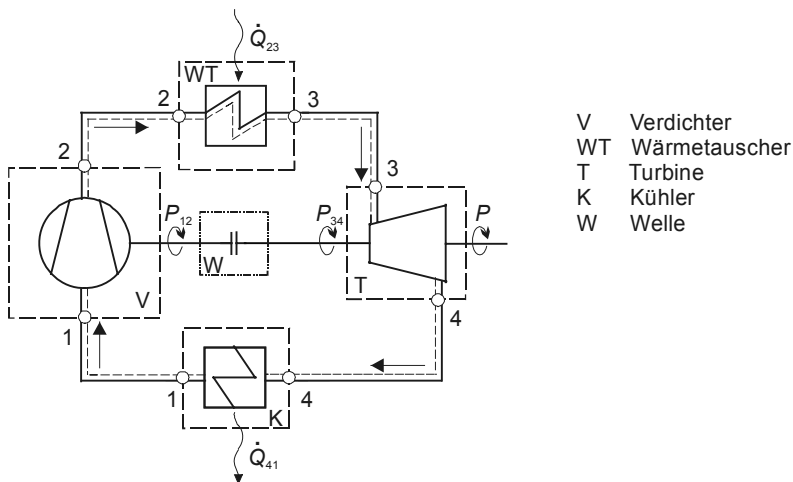 Q̇23
WT
2
3
2
3
P12
P34
P
W
V
T
1
4
1
4
K
Q̇41
V Verdichter
WT Wärmetauscher
T Turbine
K Kühler
W Welle